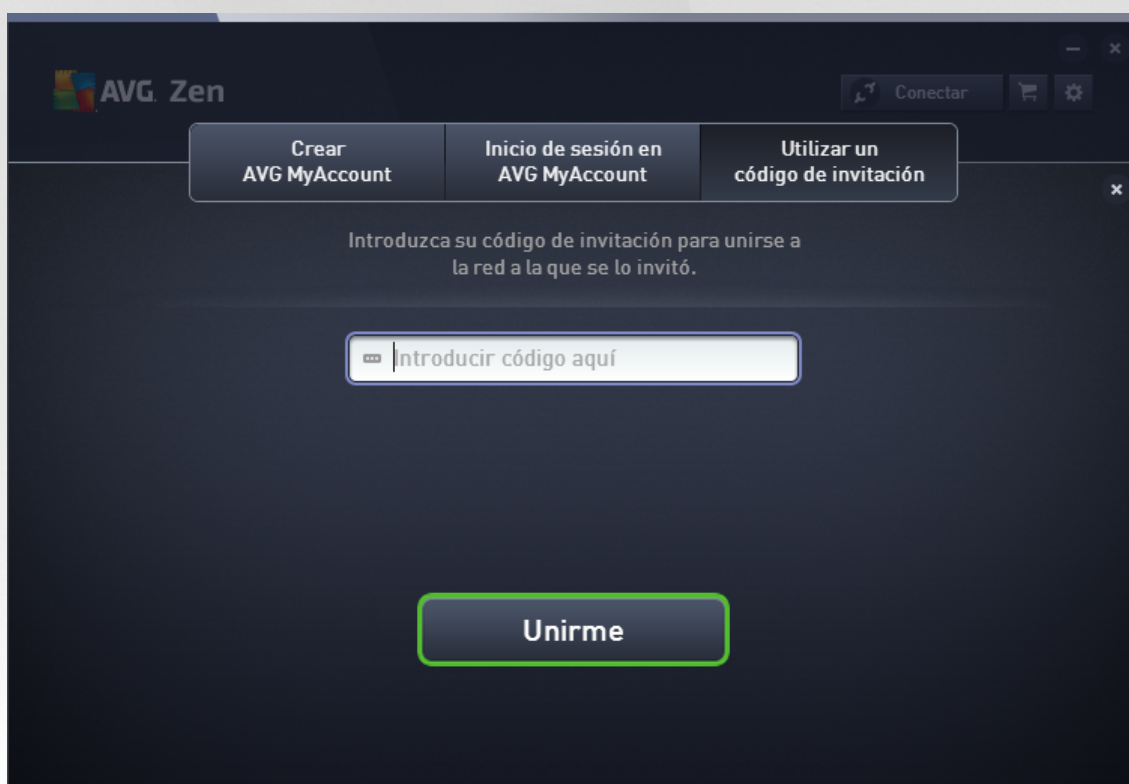 AVG. Zen
Conectar
Crear
AVG MyAccount
Inicio de sesión en
AVG MyAccount
Utilizar un
código de invitación
Introduzca su código de invitación para unirse a
la red a la que se lo invitó.
Introducir código aquí
Unirme